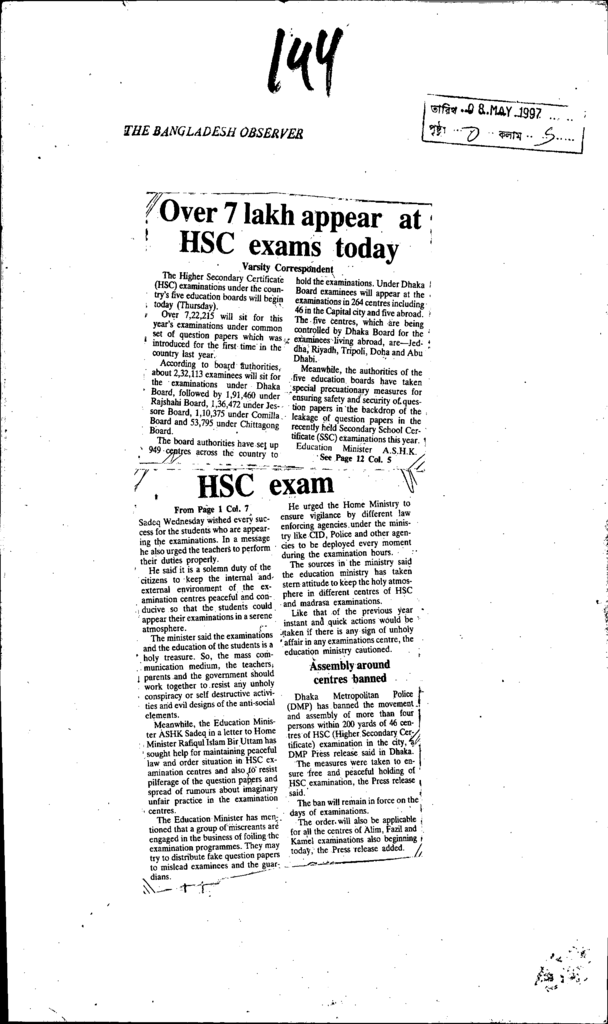 144
THE BANGLADESH OBSERVER
তারিখ ...0 8. MAY 1997 ... ...
পৃষ্ঠা ... কলাম ... 5 .....
Over 7 lakh appear at
HSC exams today
Varsity Correspondent
The Higher Secondary Certificate
(HSC) examinations under the coun-
try's five education boards will begin
today (Thursday).
Over 7,22,215 will sit for this
year's examinations under common
set of question papers which was
introduced for the first time in the
country last year.
According to board authorities,
about 2,32,113 examinees will sit for
the examinations under Dhaka
Board, followed by 1,91,460 under
Rajshahi Board, 1,36,472 under Jes-
sore Board, 1,10,375 under Comilla
Board and 53,795 under Chittagong
Board.
The board authorities have set up
949 centres across the country to
hold the examinations. Under Dhaka
Board examinees will appear at the
examinations in 264 centres including
46 in the Capital city and five abroad.
The five centres, which are being
controlled by Dhaka Board for the
examinees living abroad, are—Jed-
dha, Riyadh, Tripoli, Doha and Abu
Dhabi.
Meanwhile, the authorities of the
five education boards have taken
special precuationary measures for
ensuring safety and security of ques-
tion papers in the backdrop of the
leakage of question papers in the
recently held Secondary School Cer-
tificate (SSC) examinations this year.
Education Minister A.S.H.K.
See Page 12 Col. 5
HSC exam
From Page 1 Col. 7
Sadeq Wednesday wished every suc-
cess for the students who are appear-
ing the examinations. In a message
he also urged the teachers to perform
their duties properly.
He said it is a solemn duty of the
citizens to keep the internal and
external environment of the ex-
amination centres peaceful and con-
ducive so that the students could
appear their examinations in a serene
atmosphere.
The minister said the examinations
and the education of the students is a
holy treasure. So, the mass com-
munication medium, the teachers,
parents and the government should
work together to resist any unholy
conspiracy or self destructive activi-
ties and evil designs of the anti-social
elements.
Meanwhile, the Education Minis-
ter ASHK Sadeq in a letter to Home
Minister Rafiqul Islam Bir Uttam has
sought help for maintaining peaceful
law and order situation in HSC ex-
amination centres and also to resist
pilferage of the question papers and
spread of rumours about imaginary
unfair practice in the examination
centres.
The Education Minister has men-
tioned that a group of miscreants are
engaged in the business of foiling the
examination programmes. They may
try to distribute fake question papers
to mislead examinees and the guar-
dians.
He urged the Home Ministry to
ensure vigilance by different law
enforcing agencies under the minis-
try like CID, Police and other agen-
cies to be deployed every moment
during the examination hours.
The sources in the ministry said
the education ministry has taken
stern attitude to keep the holy atmos-
phere in different centres of HSC
and madrasa examinations.
Like that of the previous year
instant and quick actions would be
taken if there is any sign of unholy
affair in any examinations centre, the
education ministry cautioned.
Assembly around
centres banned
Dhaka Metropolitan Police
(DMP) has banned the movement
and assembly of more than four
persons within 200 yards of 46 cen-
tres of HSC (Higher Secondary Cer-
tificate) examination in the city, a
DMP Press release said in Dhaka.
The measures were taken to en-
sure free and peaceful holding of
HSC examination, the Press release
said.
The ban will remain in force on the
days of examinations.
The order will also be applicable
for all the centres of Alim, Fazil and
Kamel examinations also beginning
today, the Press release added.